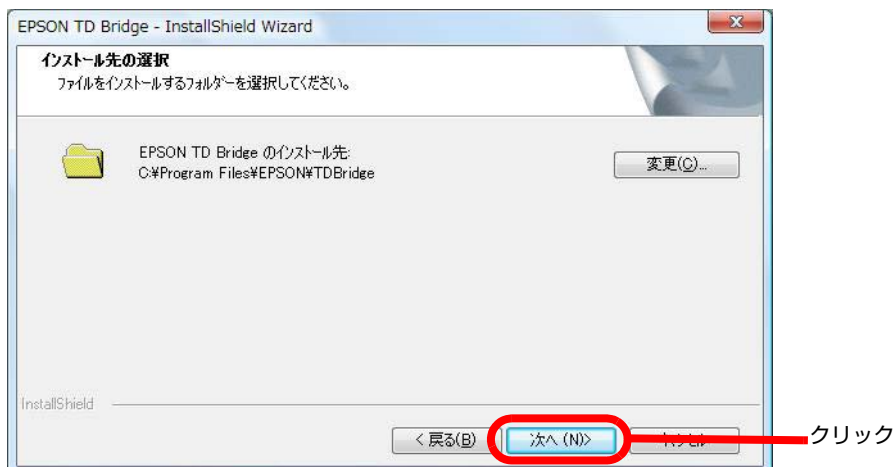 EPSON TD Bridge - InstallShield Wizard
インストール先の選択
ファイルをインストールするフォルダーを選択してください。
EPSON TD Bridge のインストール先:
C:¥Program Files¥EPSON¥TDBridge
変更(C)...
InstallShield
< 戻る(B)
次へ (N)>
クリック